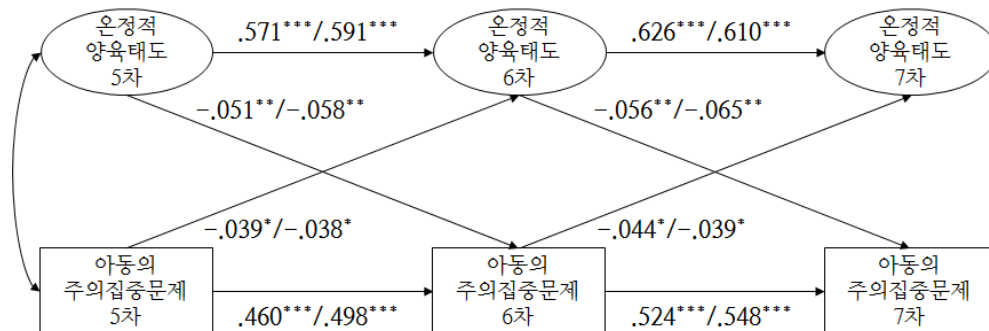 온정적
양육태도
5차
.571***/.591***
온정적
양육태도
6차
.626***/.610***
온정적
양육태도
7차
-.051**/-.058**
-.056**/-.065**
-.039*/-.038*
-.044*/-.039*
아동의
주의집중문제
5차
.460***/.498***
아동의
주의집중문제
6차
.524***/.548***
아동의
주의집중문제
7차